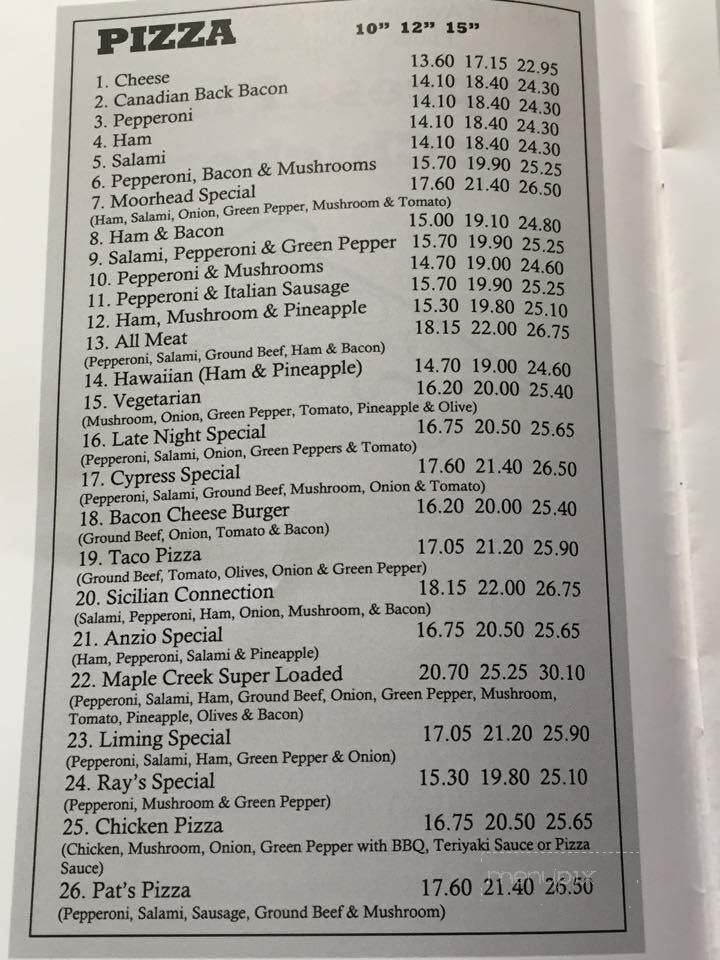 PIZZA 10” 12” 15”
1. Cheese 13.60 17.15 22.95
2. Canadian Back Bacon 14.10 18.40 24.30
3. Pepperoni 14.10 18.40 24.30
4. Ham 14.10 18.40 24.30
5. Salami 14.10 18.40 24.30
6. Pepperoni, Bacon & Mushrooms 15.70 19.90 25.25
7. Moorhead Special 17.60 21.40 26.50
(Ham, Salami, Onion, Green Pepper, Mushroom & Tomato)
8. Ham & Bacon 15.00 19.10 24.80
9. Salami, Pepperoni & Green Pepper 15.70 19.90 25.25
10. Pepperoni & Mushrooms 14.70 19.00 24.60
11. Pepperoni & Italian Sausage 15.70 19.90 25.25
12. Ham, Mushroom & Pineapple 15.30 19.80 25.10
13. All Meat 18.15 22.00 26.75
(Pepperoni, Salami, Ground Beef, Ham & Bacon)
14. Hawaiian (Ham & Pineapple) 14.70 19.00 24.60
15. Vegetarian 16.20 20.00 25.40
(Mushroom, Onion, Green Pepper, Tomato, Pineapple & Olive)
16. Late Night Special 16.75 20.50 25.65
(Pepperoni, Salami, Onion, Green Peppers & Tomato)
17. Cypress Special 17.60 21.40 26.50
(Pepperoni, Salami, Ground Beef, Mushroom, Onion & Tomato)
18. Bacon Cheese Burger 16.20 20.00 25.40
(Ground Beef, Onion, Tomato & Bacon)
19. Taco Pizza 17.05 21.20 25.90
(Ground Beef, Tomato, Olives, Onion & Green Pepper)
20. Sicilian Connection 18.15 22.00 26.75
(Salami, Pepperoni, Ham, Onion, Mushroom, & Bacon)
21. Anzio Special 16.75 20.50 25.65
(Ham, Pepperoni, Salami & Pineapple)
22. Maple Creek Super Loaded 20.70 25.25 30.10
(Pepperoni, Salami, Ham, Ground Beef, Onion, Green Pepper, Mushroom,
Tomato, Pineapple, Olives & Bacon)
23. Liming Special 17.05 21.20 25.90
(Pepperoni, Salami, Ham, Green Pepper & Onion)
24. Ray's Special 15.30 19.80 25.10
(Pepperoni, Mushroom & Green Pepper)
25. Chicken Pizza 16.75 20.50 25.65
(Chicken, Mushroom, Onion, Green Pepper with BBQ, Teriyaki Sauce or Pizza
Sauce)
26. Pat's Pizza 17.60 21.40 26.50
(Pepperoni, Salami, Sausage, Ground Beef & Mushroom)
menupix